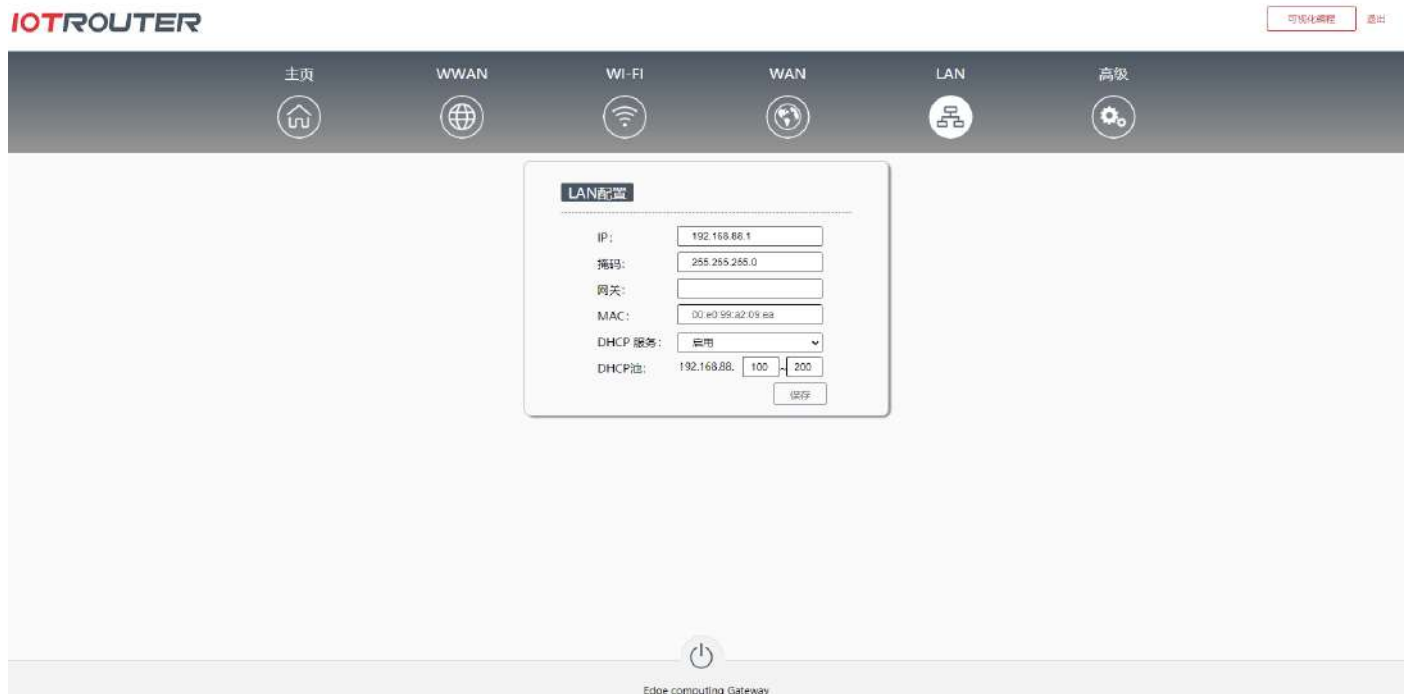 IOTROUTER
可视化编程 退出
主页 WWAN WI-FI WAN LAN 高级
LAN配置
IP: 192.168.88.1
掩码: 255.255.255.0
网关:
MAC: 00:e0:99:a2:09:ea
DHCP 服务: 启用
DHCP池: 192.168.88. 100 ~ 200
保存
Edge computing Gateway